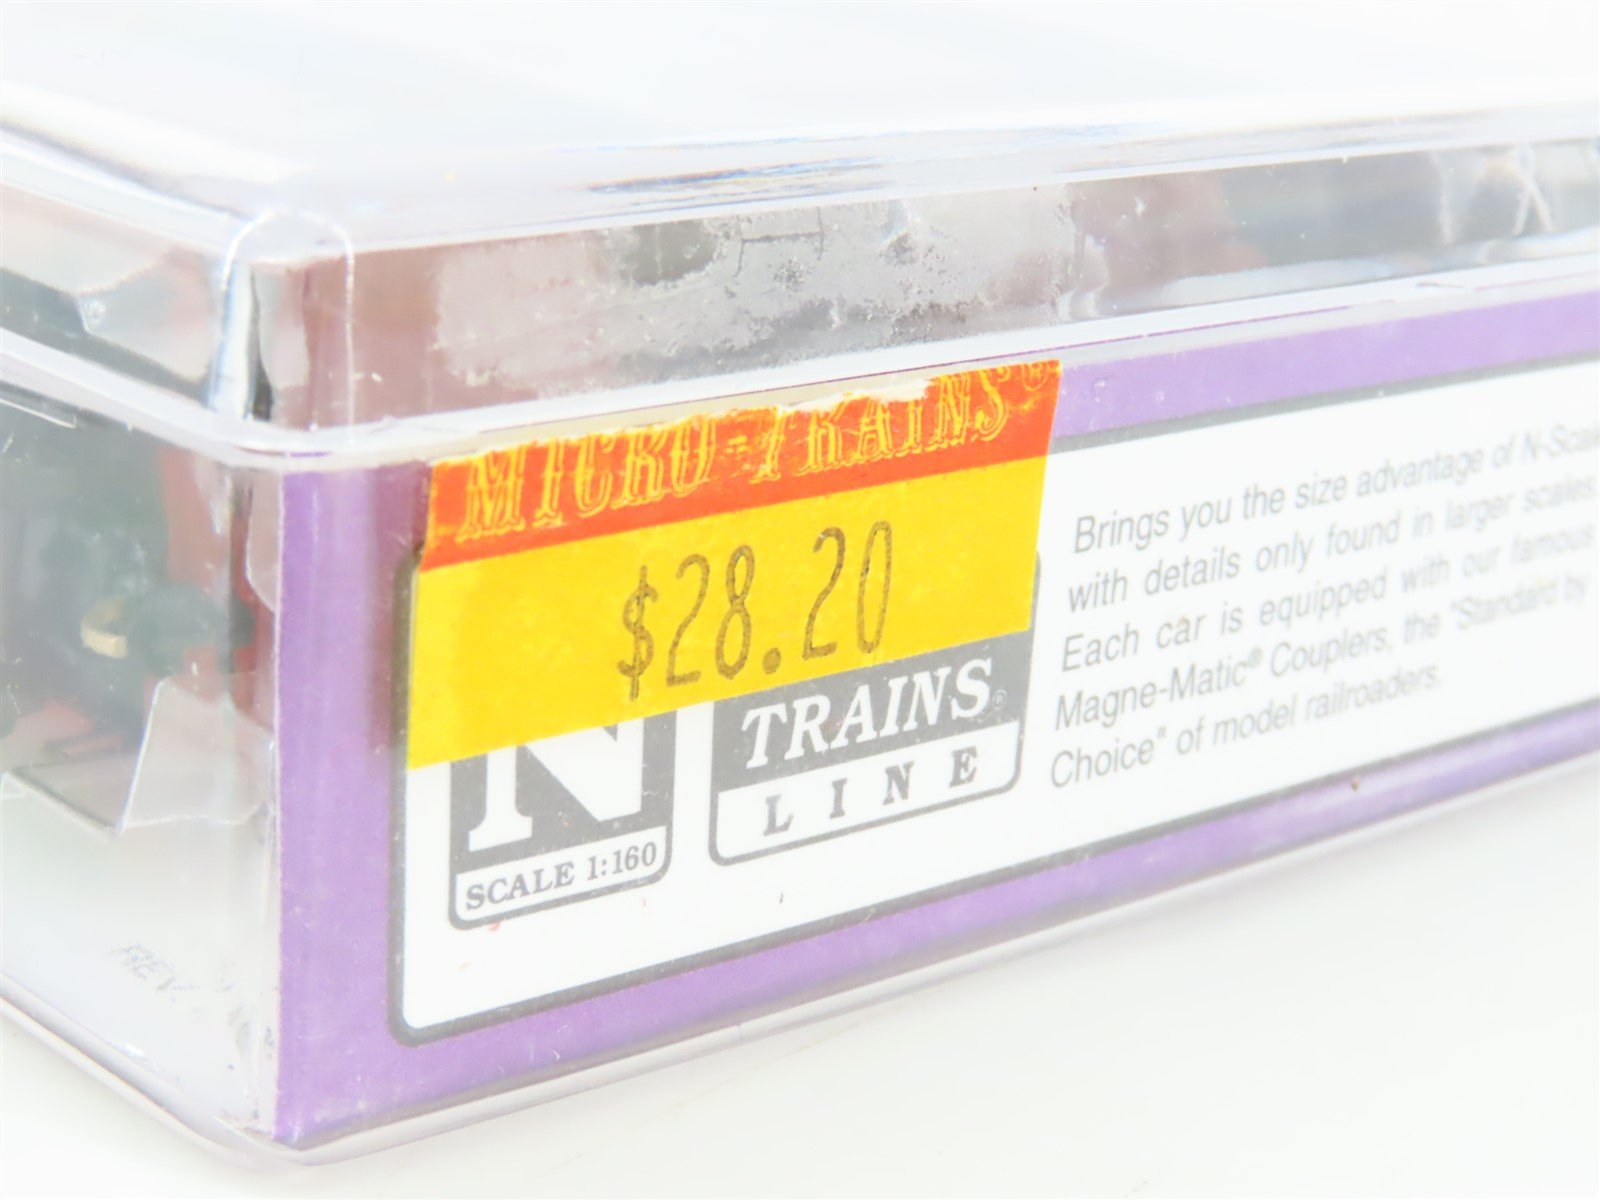 MICRO-TRAINS®
$28.20
N
SCALE 1:160
TRAINS®
LINE
Brings you the size advantage of N-Scale
with details only found in larger scales.
Each car is equipped with our famous
Magne-Matic® Couplers, the "Standard by
Choice" of model railroaders.
REV.